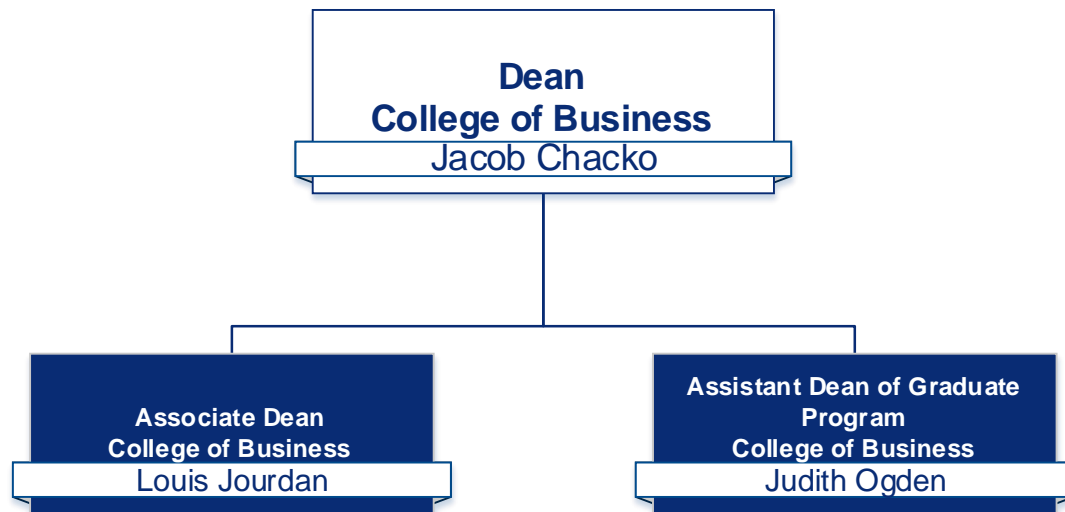 Dean
College of Business
Jacob Chacko
Associate Dean
College of Business
Louis Jourdan
Assistant Dean of Graduate
Program
College of Business
Judith Ogden